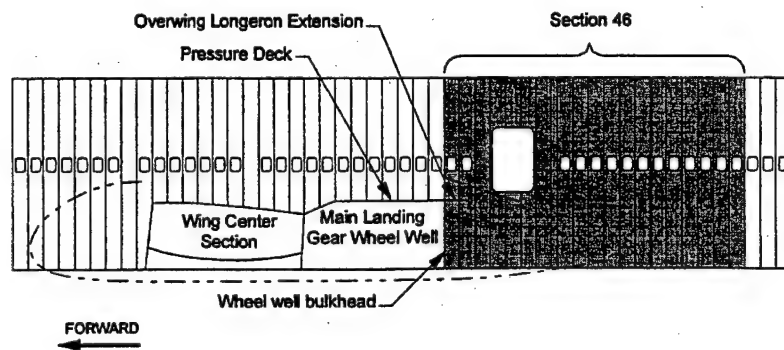 Overwing Longeron Extension
Section 46
Pressure Deck
Wing Center
Section
Main Landing
Gear Wheel Well
Wheel well bulkhead
FORWARD